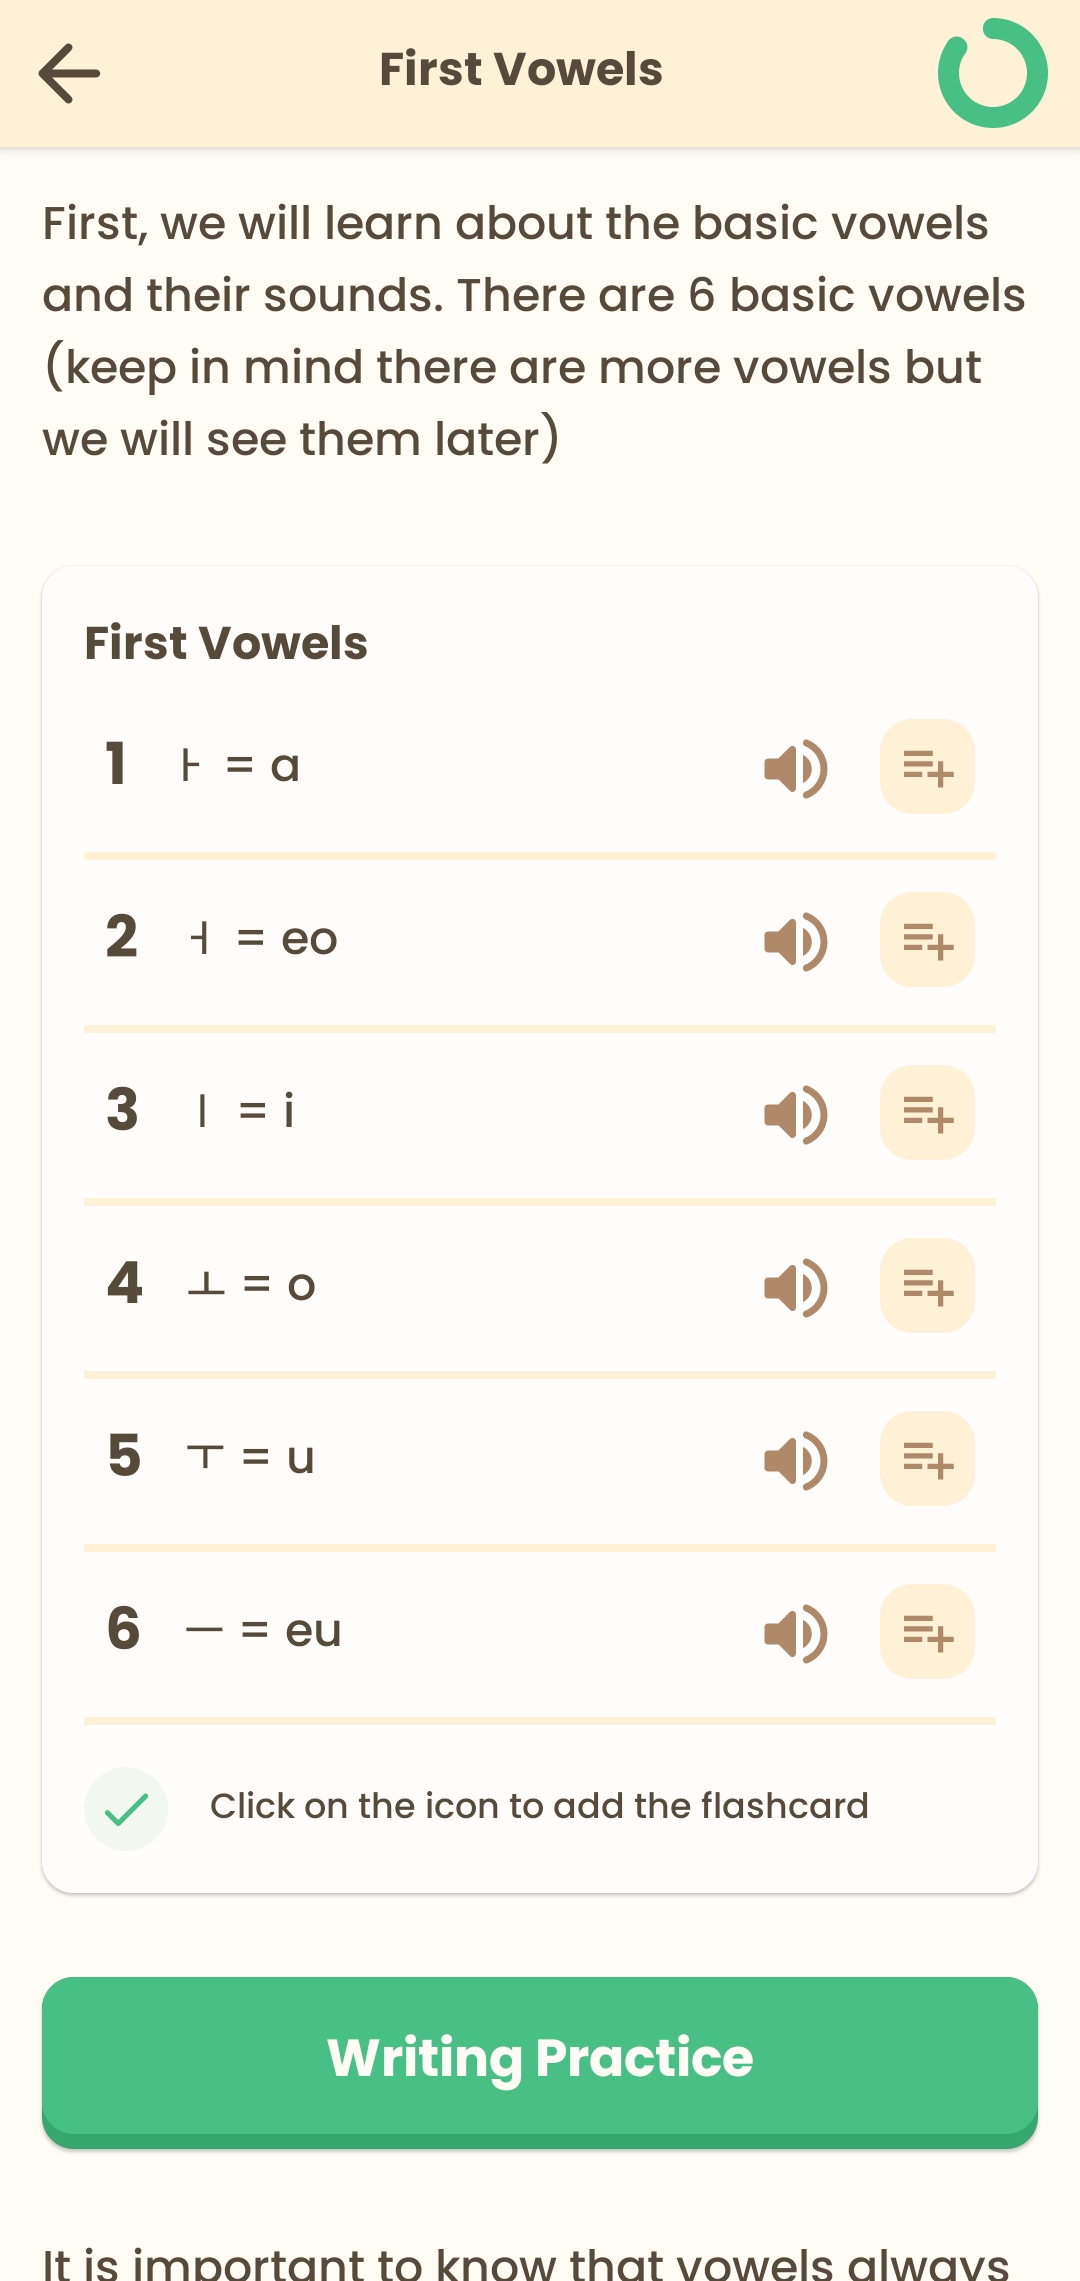 First Vowels
First, we will learn about the basic vowels
and their sounds. There are 6 basic vowels
(keep in mind there are more vowels but
we will see them later)
First Vowels
1 ㅏ = a
2 ㅓ = eo
3 ㅣ = i
4 ㅗ = o
5 ㅜ = u
6 ㅡ = eu
Click on the icon to add the flashcard
Writing Practice
It is important to know that vowels always